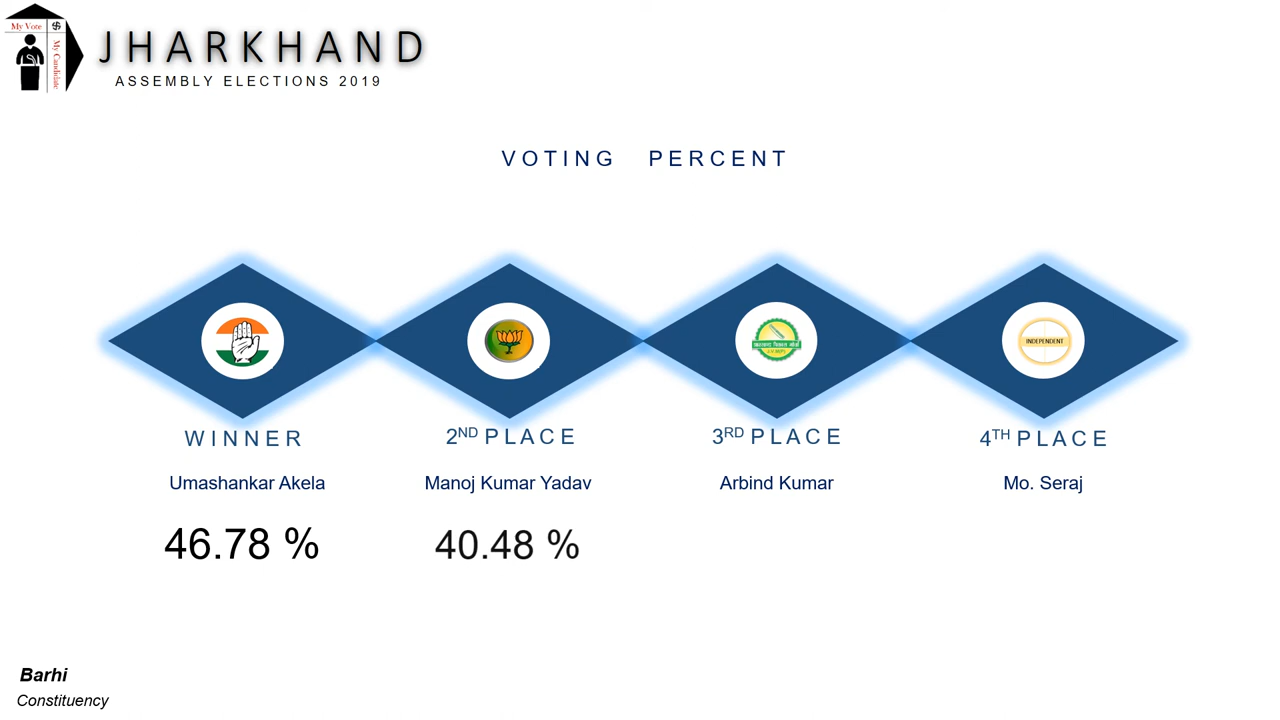 My Vote
My Candidate
JHARKHAND
ASSEMBLY ELECTIONS 2019
VOTING PERCENT
INDEPENDENT
WINNER
2ND PLACE
3RD PLACE
4TH PLACE
Umashankar Akela
Manoj Kumar Yadav
Arbind Kumar
Mo. Seraj
46.78 %
40.48 %
Barhi
Constituency